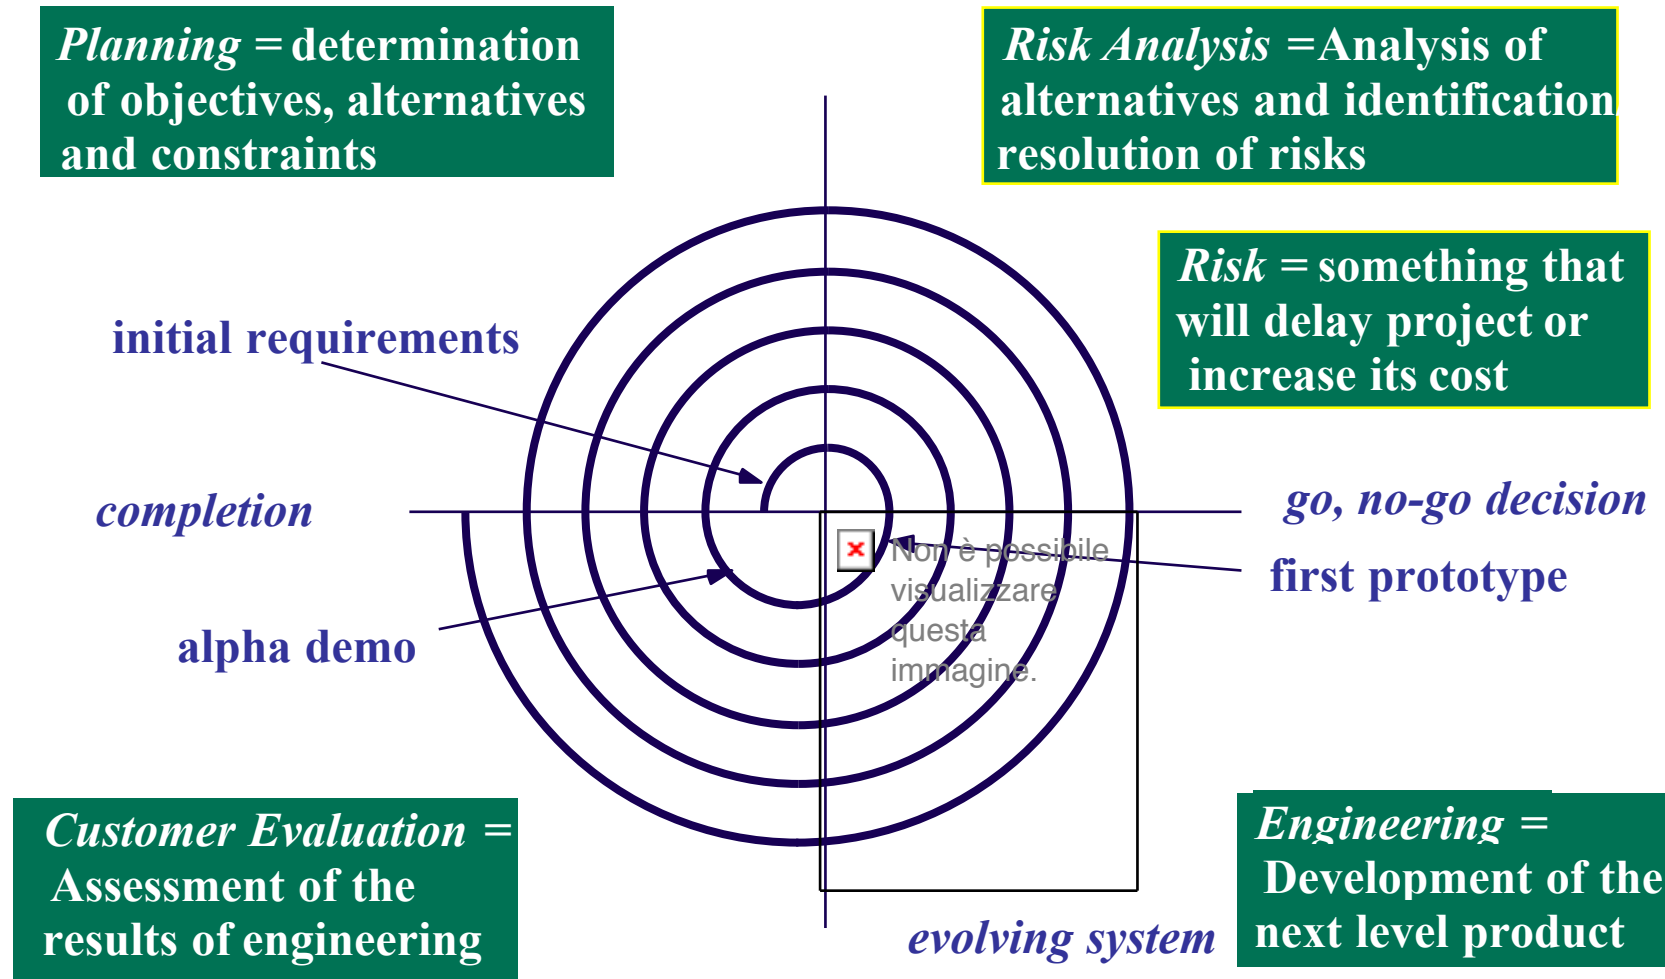 Planning = determination
of objectives, alternatives
and constraints
Risk Analysis =Analysis of
alternatives and identification
resolution of risks
Risk = something that
will delay project or
increase its cost
initial requirements
completion
go, no-go decision
first prototype
Non è possibile
visualizzare
questa
immagine.
alpha demo
Customer Evaluation =
Assessment of the
results of engineering
evolving system
Engineering =
Development of the
next level product